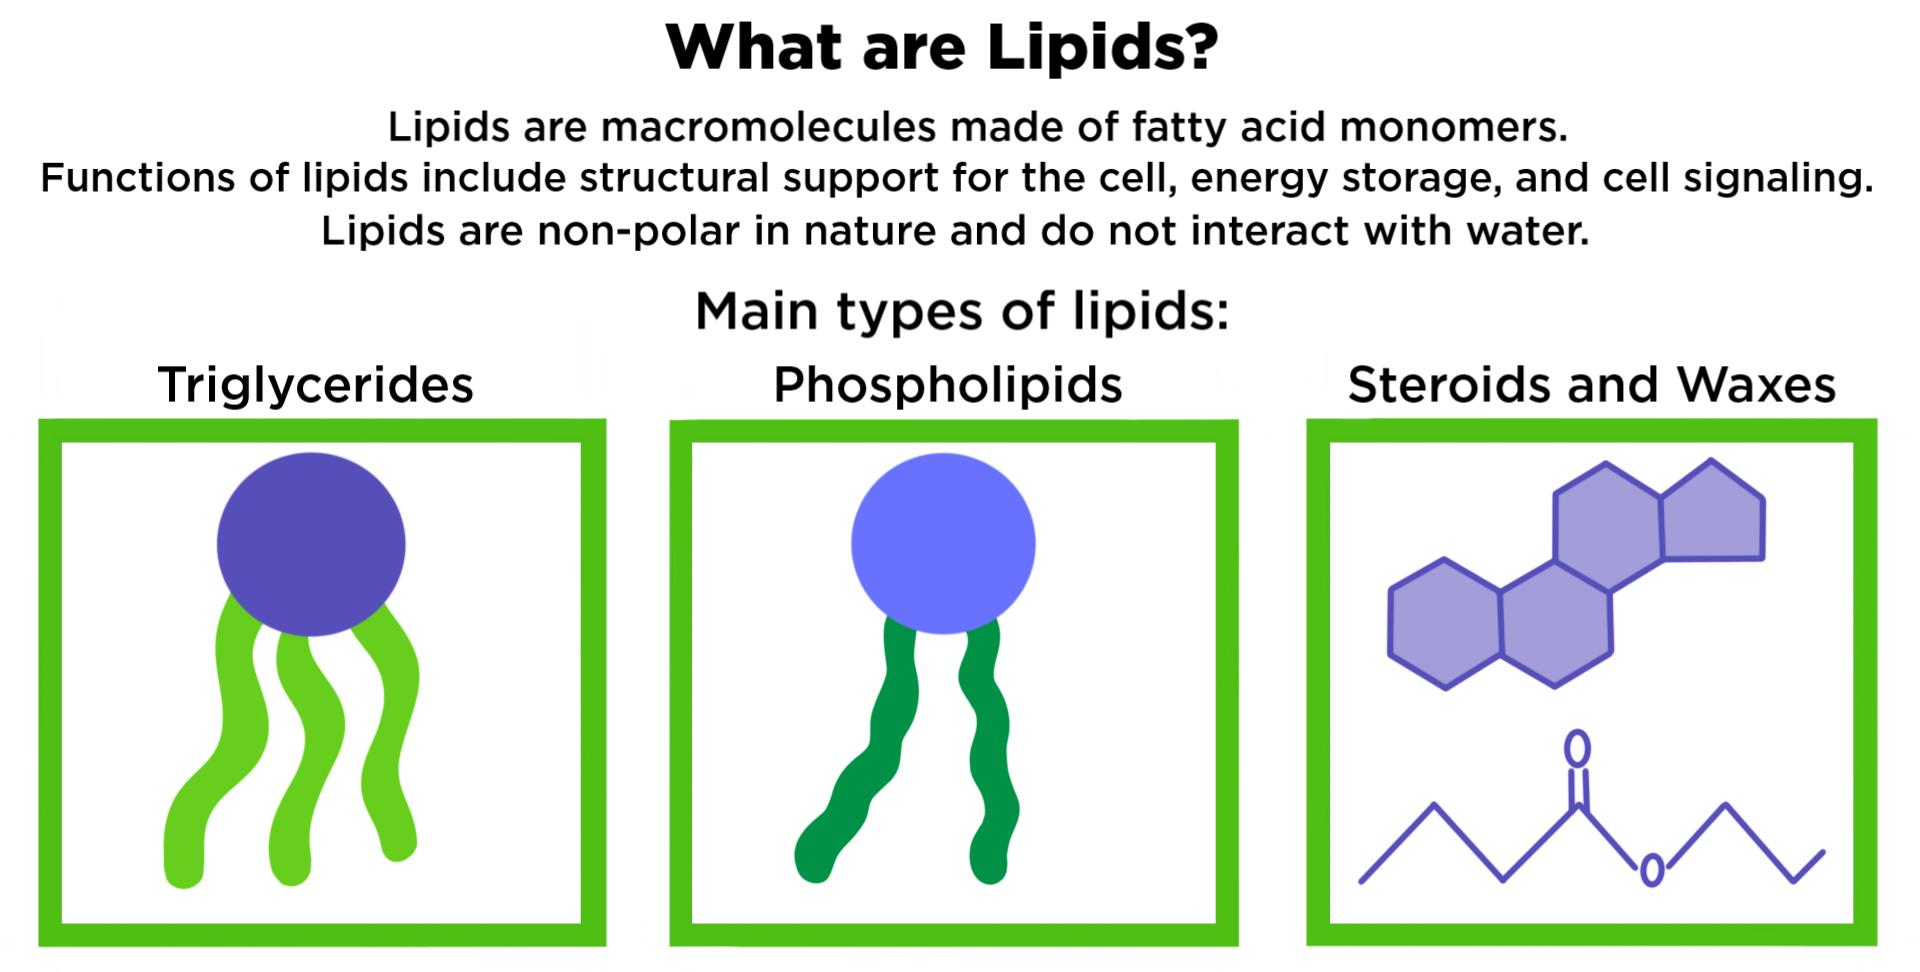 What are Lipids?
Lipids are macromolecules made of fatty acid monomers.
Functions of lipids include structural support for the cell, energy storage, and cell signaling.
Lipids are non-polar in nature and do not interact with water.
Main types of lipids:
Triglycerides
Phospholipids
Steroids and Waxes
O
O